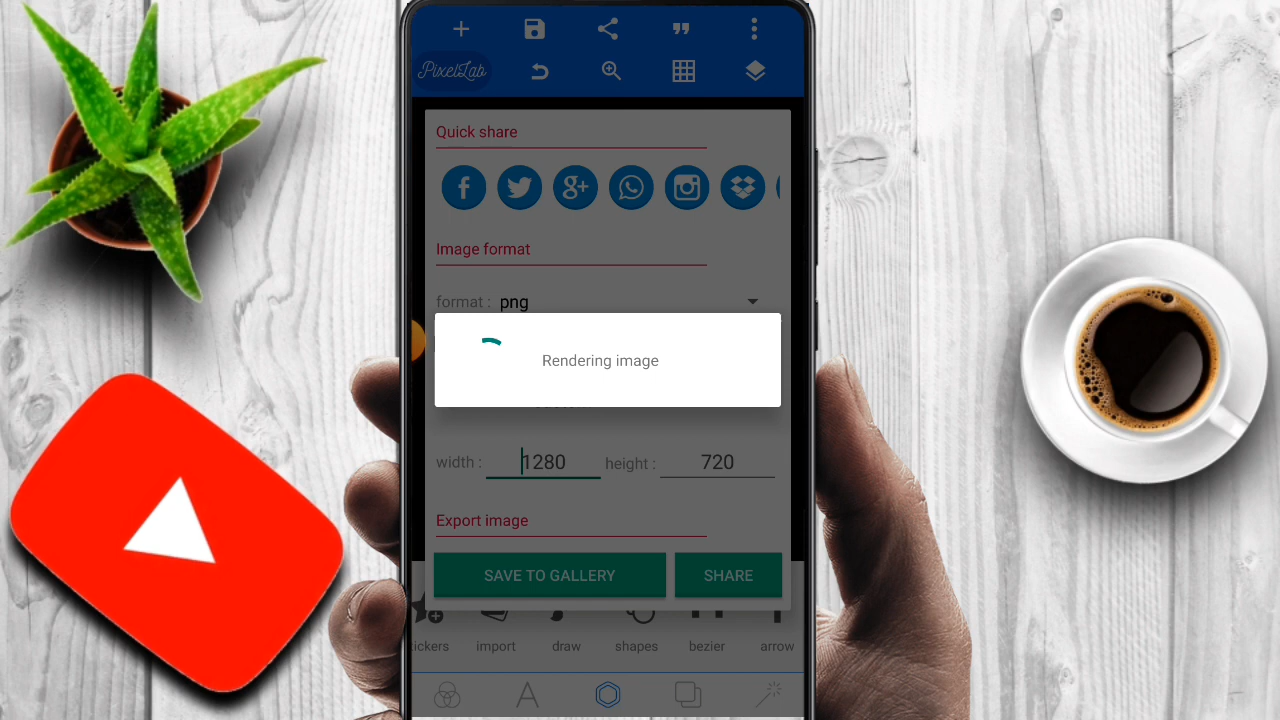 PixelLab
Quick share
Image format
format : png
Rendering image
width : 1280 height : 720
Export image
SAVE TO GALLERY SHARE
tickers import draw shapes bezier arrow